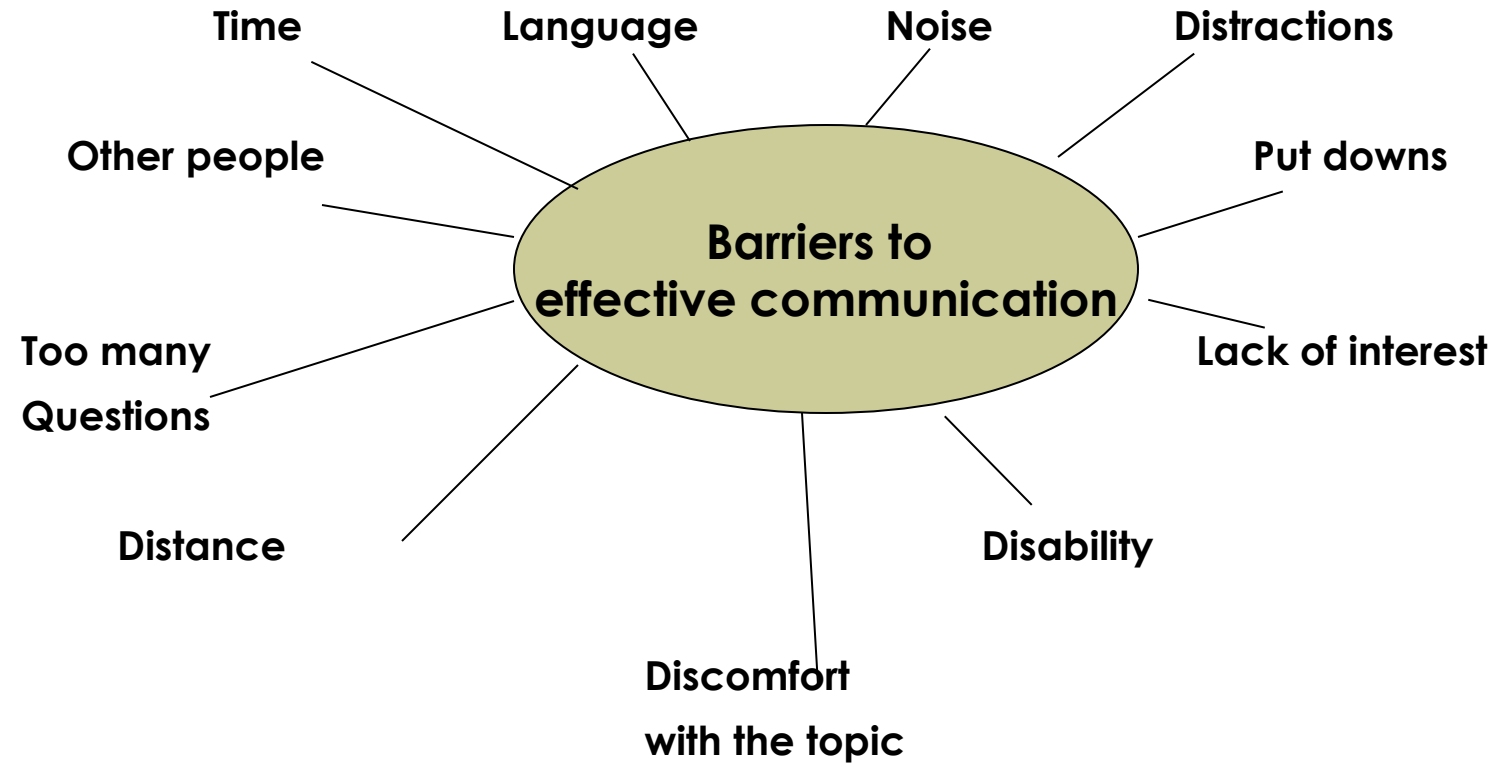 Time
Language
Noise
Distractions
Other people
Put downs
Barriers to
effective communication
Too many
Questions
Lack of interest
Distance
Disability
Discomfort
with the topic